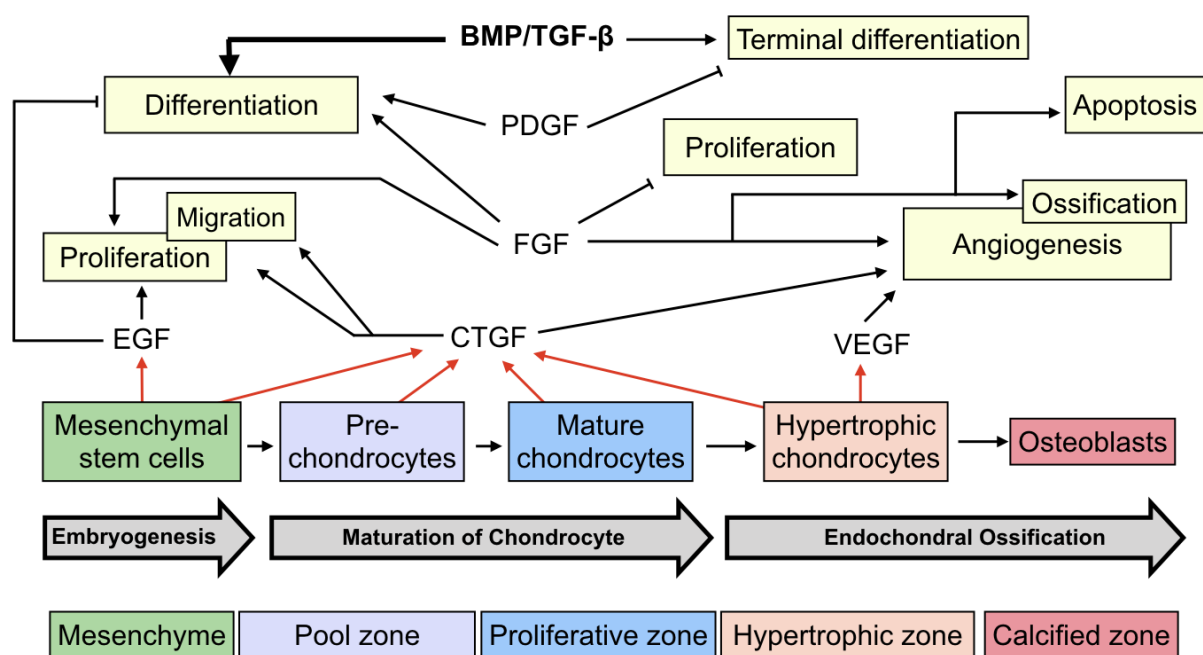 BMP/TGF-β
Terminal differentiation
Differentiation
PDGF
Apoptosis
Proliferation
Migration
Ossification
Proliferation
FGF
Angiogenesis
EGF
CTGF
VEGF
Mesenchymal
stem cells
Pre-
chondrocytes
Mature
chondrocytes
Hypertrophic
chondrocytes
Osteoblasts
Embryogenesis
Maturation of Chondrocyte
Endochondral Ossification
Mesenchyme
Pool zone
Proliferative zone
Hypertrophic zone
Calcified zone